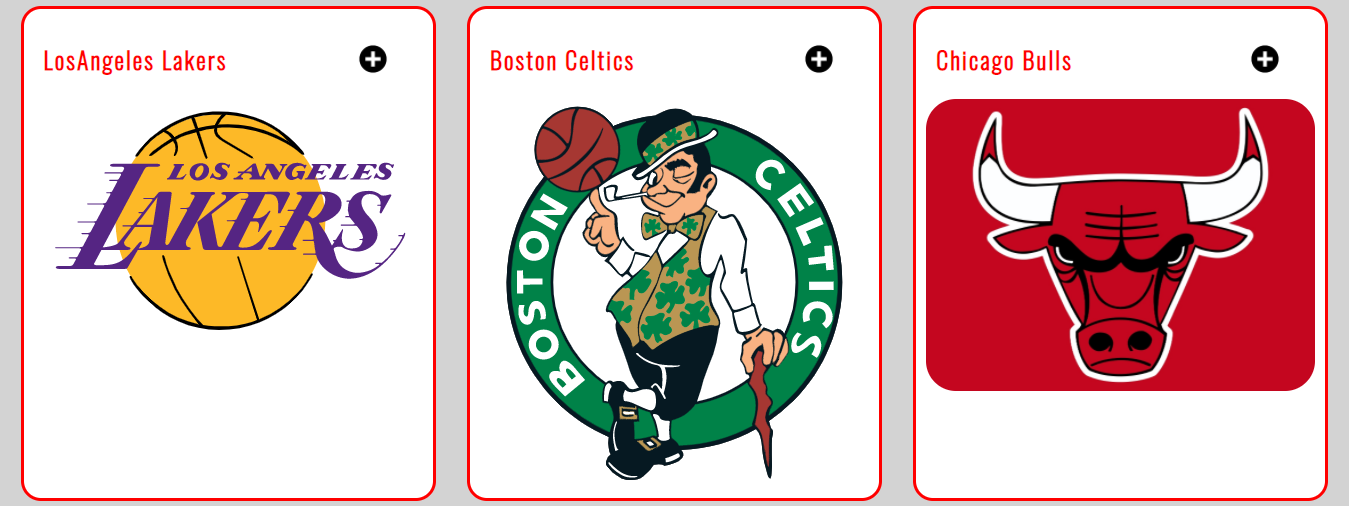 LosAngeles Lakers
Boston Celtics
Chicago Bulls
LOS ANGELES
LAKERS
BOSTON
CELTICS